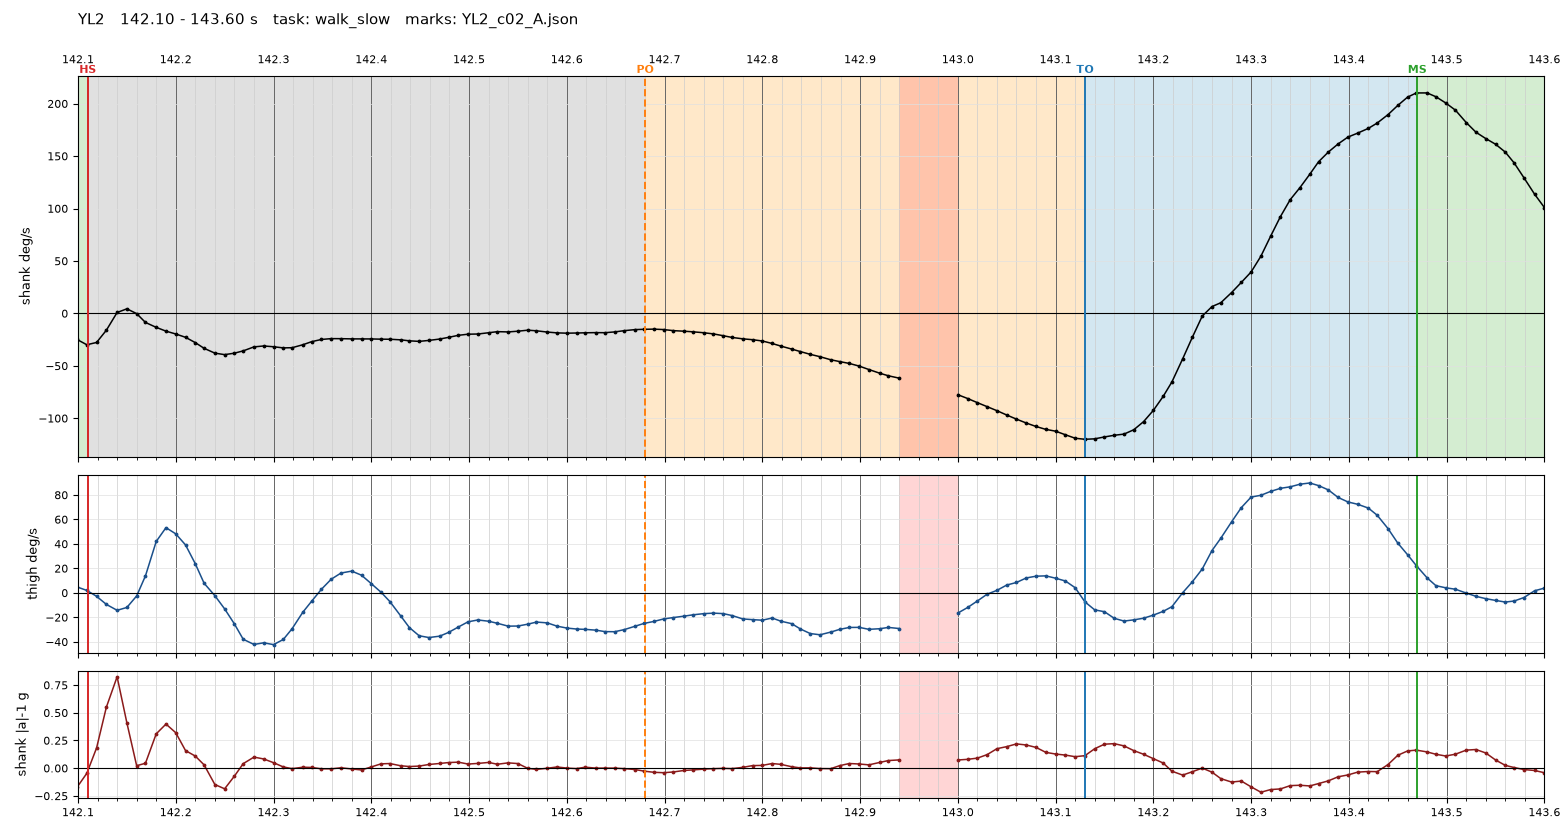 YL2   142.10 - 143.60 s   task: walk_slow   marks: YL2_c02_A.json
142.1 142.2 142.3 142.4 142.5 142.6 142.7 142.8 142.9 143.0 143.1 143.2 143.3 143.4 143.5 143.6
HS PO TO MS
shank deg/s
200
150
100
50
0
−50
−100
thigh deg/s
80
60
40
20
0
−20
−40
shank |a|-1 g
0.75
0.50
0.25
0.00
−0.25
142.1 142.2 142.3 142.4 142.5 142.6 142.7 142.8 142.9 143.0 143.1 143.2 143.3 143.4 143.5 143.6